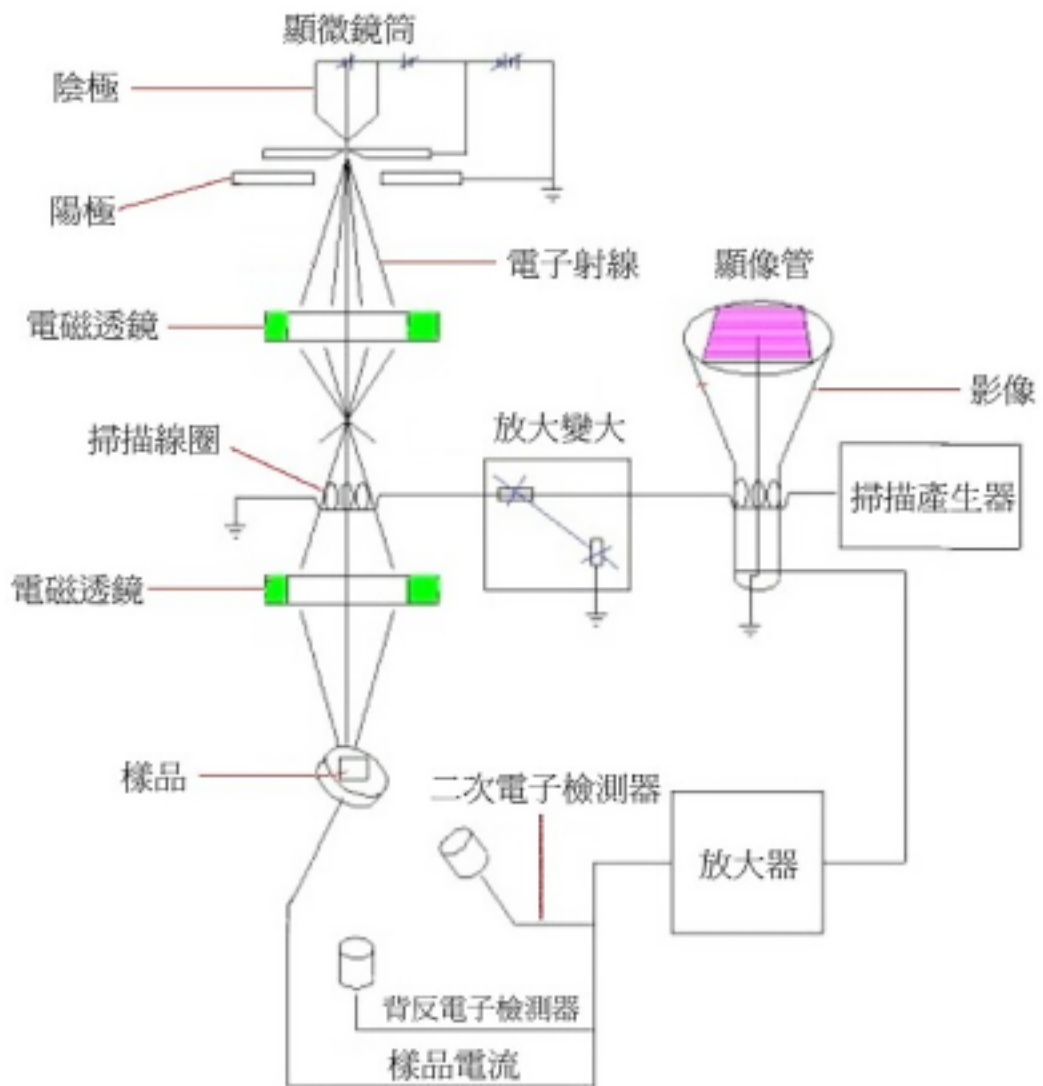 顯微鏡筒
陰極
陽極
電子射線
顯像管
電磁透鏡
影像
掃描線圈
放大變大
掃描產生器
電磁透鏡
樣品
二次電子檢測器
放大器
背反電子檢測器
樣品電流